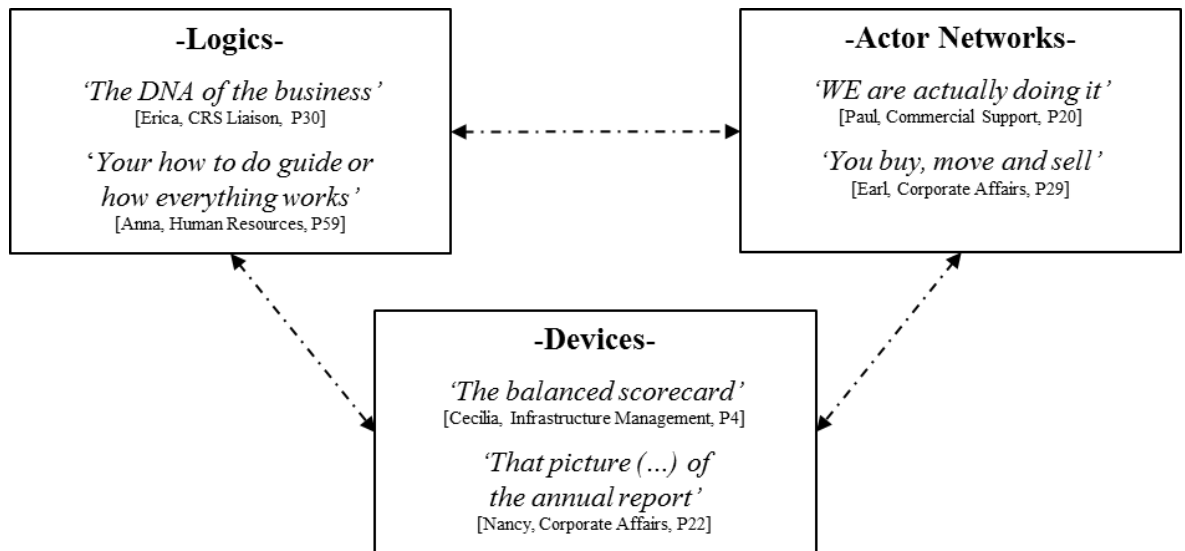 -Logics-
‘The DNA of the business’
[Erica, CRS Liaison, P30]
‘Your how to do guide or
how everything works’
[Anna, Human Resources, P59]
-Actor Networks-
‘WE are actually doing it’
[Paul, Commercial Support, P20]
‘You buy, move and sell’
[Earl, Corporate Affairs, P29]
-Devices-
‘The balanced scorecard’
[Cecilia, Infrastructure Management, P4]
‘That picture (...) of
the annual report’
[Nancy, Corporate Affairs, P22]